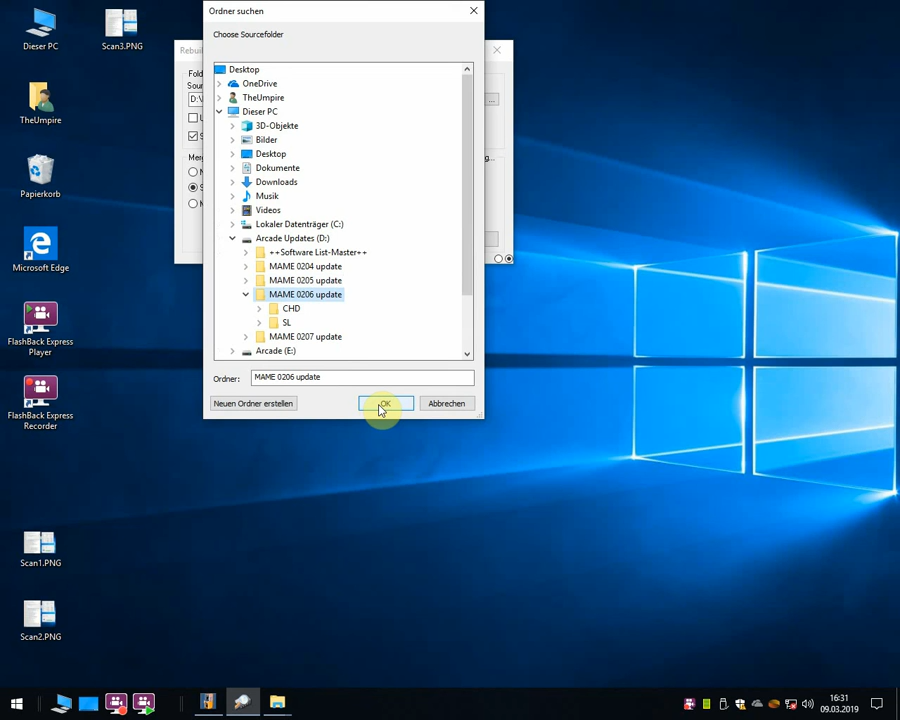 Dieser PC
Scan3.PNG
TheUmpire
Papierkorb
Microsoft Edge
FlashBack Express
Player
FlashBack Express
Recorder
Scan1.PNG
Scan2.PNG
Ordner suchen
Choose Sourcefolder
Desktop
OneDrive
TheUmpire
Dieser PC
3D-Objekte
Bilder
Desktop
Dokumente
Downloads
Musik
Videos
Lokaler Datenträger (C:)
Arcade Updates (D:)
++Software List-Master++
MAME 0204 update
MAME 0205 update
MAME 0206 update
CHD
SL
MAME 0207 update
Arcade (E:)
Ordner:
MAME 0206 update
Neuen Ordner erstellen
OK
Abbrechen
...
16:31
09.03.2019